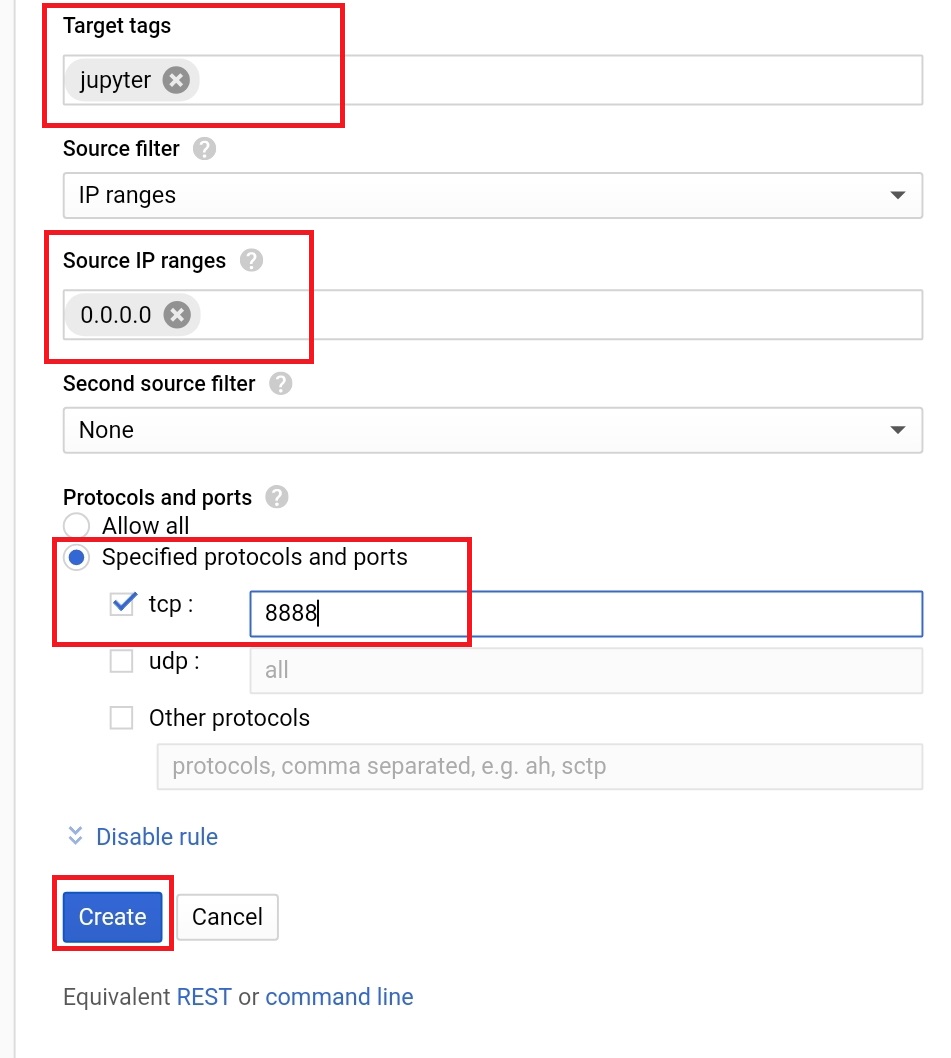 Target tags
jupyter
Source filter
IP ranges
Source IP ranges
0.0.0.0
Second source filter
None
Protocols and ports
Allow all
Specified protocols and ports
tcp : 8888
udp : all
Other protocols
protocols, comma separated, e.g. ah, sctp
Disable rule
Create Cancel
Equivalent REST or command line